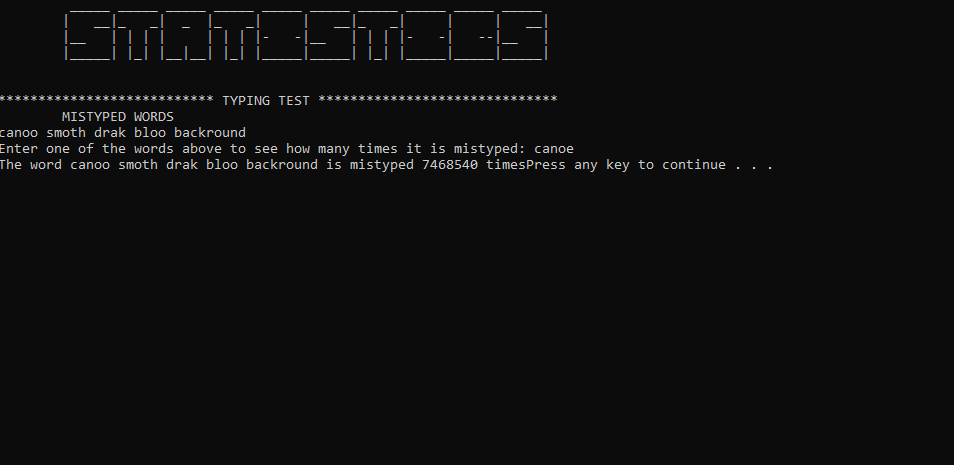 STATISTICS
*************************** TYPING TEST ******************************
MISTYPED WORDS
canoo smoth drak bloo backround
Enter one of the words above to see how many times it is mistyped: canoe
The word canoo smoth drak bloo backround is mistyped 7468540 timesPress any key to continue . . .